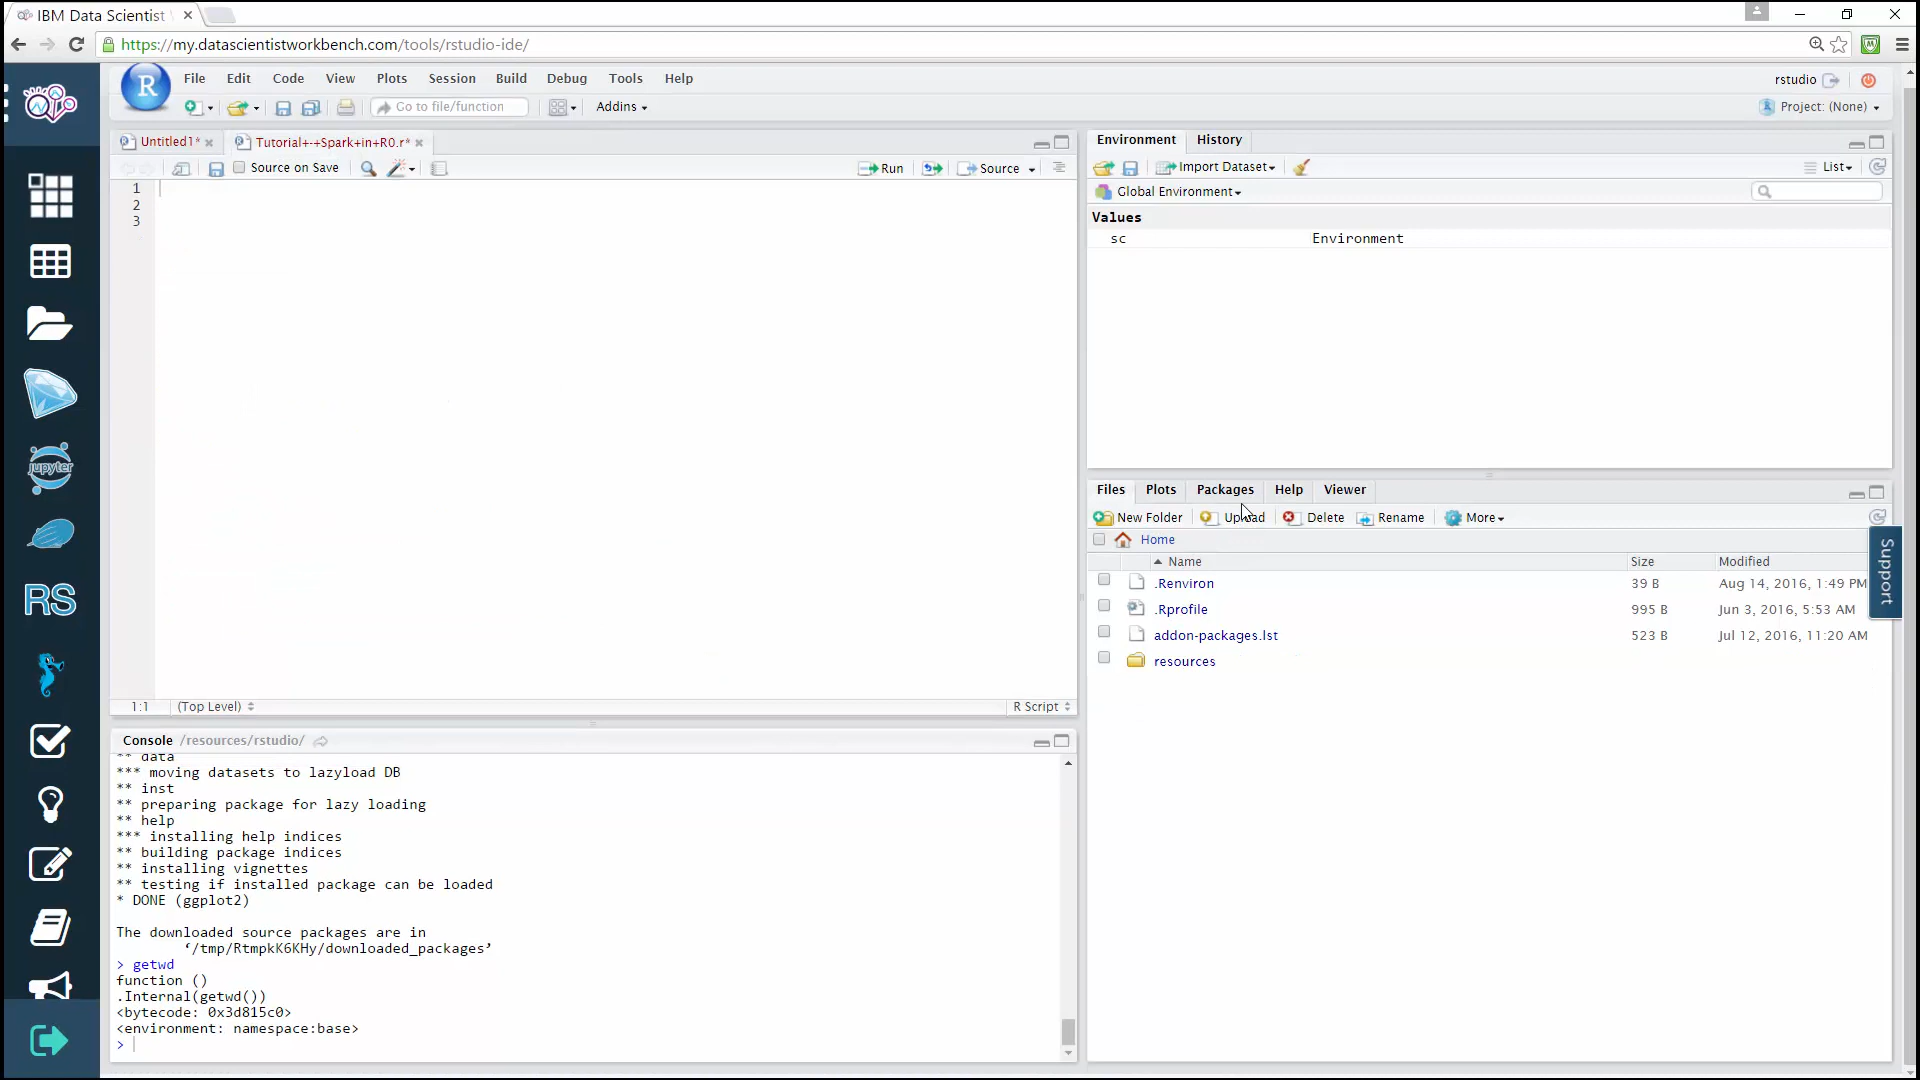 IBM Data Scientist
https://my.datascientistworkbench.com/tools/rstudio-ide/
R
File Edit Code View Plots Session Build Debug Tools Help
rstudio
Go to file/function
Addins
Project: (None)
Untitled1*
Tutorial+-+Spark+in+R0.r*
Source on Save
Run
Source
1
2
3
1:1
(Top Level)
R Script
Environment
History
Import Dataset
List
Global Environment
Values
sc
Environment
Files
Plots
Packages
Help
Viewer
New Folder
Upload
Delete
Rename
More
Home
Name
Size
Modified
.Renviron 39 B Aug 14, 2016, 1:49 PM
.Rprofile 995 B Jun 3, 2016, 5:53 AM
addon-packages.lst 523 B Jul 12, 2016, 11:20 AM
resources
Support
jupyter
RS
Console /resources/rstudio/
** data
*** moving datasets to lazyload DB
** inst
** preparing package for lazy loading
** help
*** installing help indices
** building package indices
** installing vignettes
** testing if installed package can be loaded
* DONE (ggplot2)
The downloaded source packages are in
‘/tmp/RtmpkK6KHy/downloaded_packages’
> getwd
function ()
.Internal(getwd())
<bytecode: 0x3d815c0>
<environment: namespace:base>
>